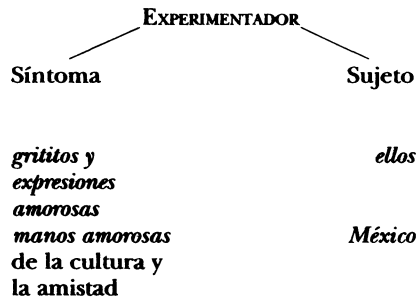 EXPERIMENTADOR
Síntoma Sujeto
grititos y ellos
expresiones
amorosas
manos amorosas México
de la cultura y
la amistad